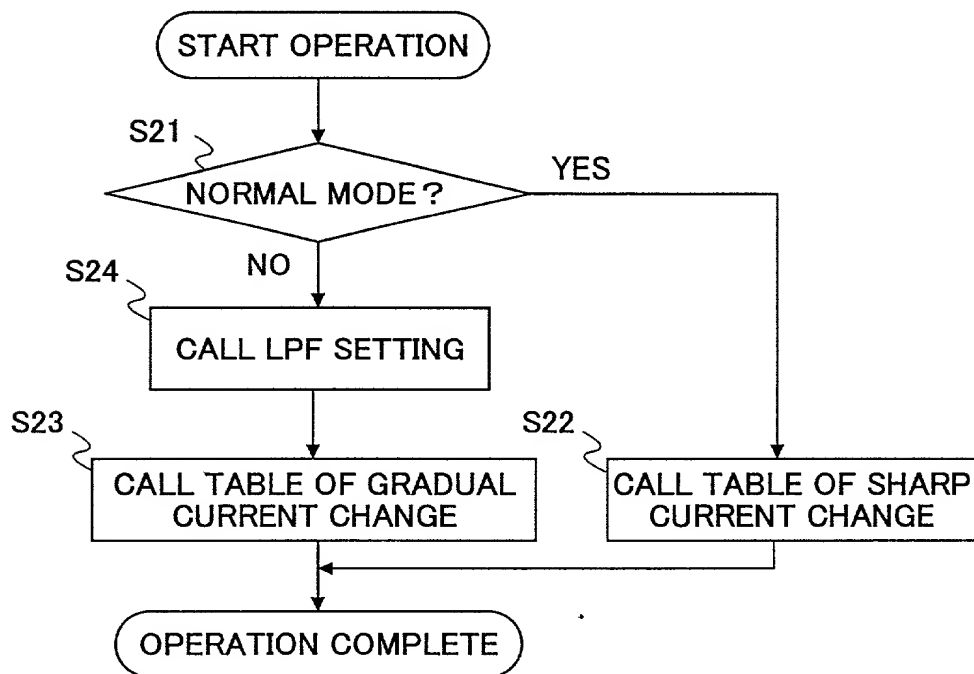 START OPERATION
S21
NORMAL MODE?
YES
NO
S24
CALL LPF SETTING
S23
CALL TABLE OF GRADUAL
CURRENT CHANGE
S22
CALL TABLE OF SHARP
CURRENT CHANGE
OPERATION COMPLETE